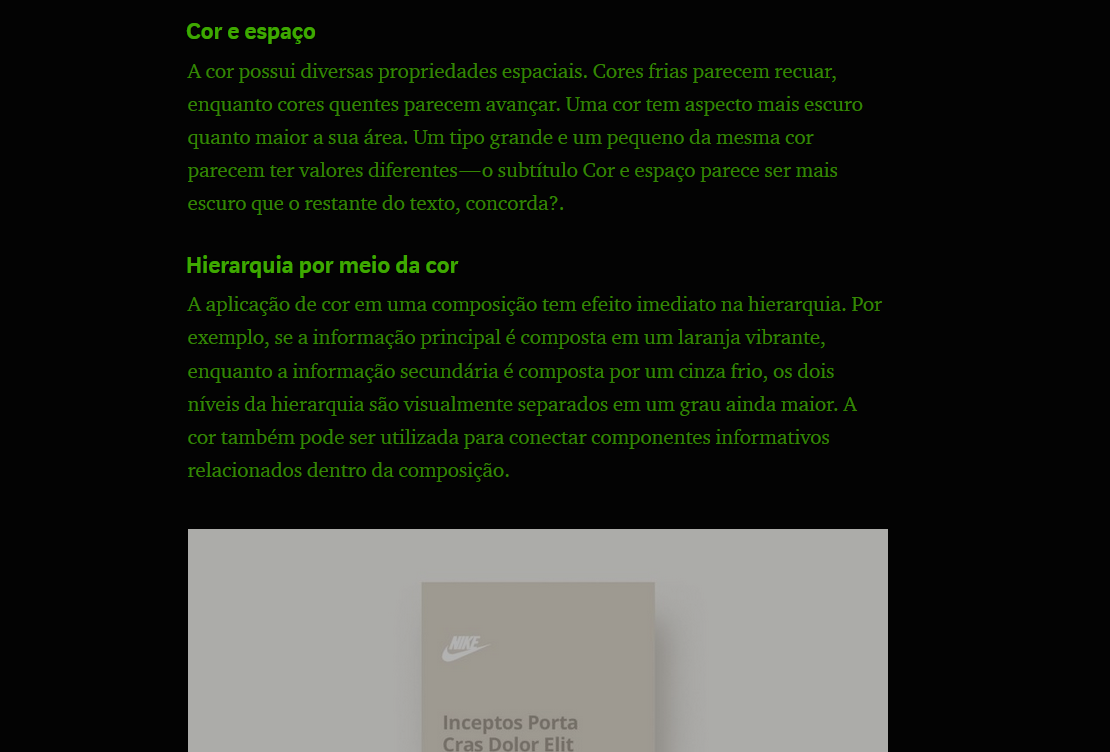 Cor e espaço
A cor possui diversas propriedades espaciais. Cores frias parecem recuar,
enquanto cores quentes parecem avançar. Uma cor tem aspecto mais escuro
quanto maior a sua área. Um tipo grande e um pequeno da mesma cor
parecem ter valores diferentes—o subtítulo Cor e espaço parece ser mais
escuro que o restante do texto, concorda?.
Hierarquia por meio da cor
A aplicação de cor em uma composição tem efeito imediato na hierarquia. Por
exemplo, se a informação principal é composta em um laranja vibrante,
enquanto a informação secundária é composta por um cinza frio, os dois
níveis da hierarquia são visualmente separados em um grau ainda maior. A
cor também pode ser utilizada para conectar componentes informativos
relacionados dentro da composição.
NIKE
Inceptos Porta
Cras Dolor Elit